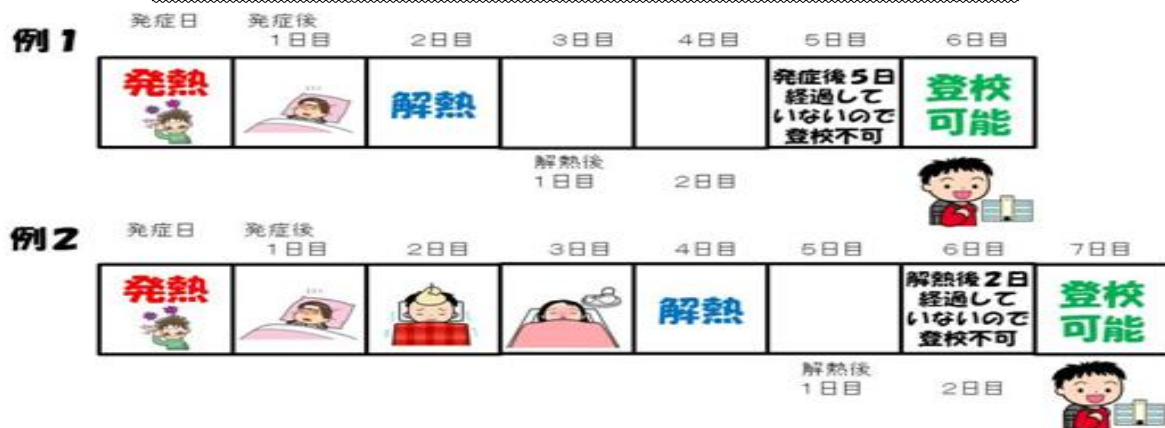 発症日 発症後
例1 1日目 2日目 3日目 4日目 5日目 6日目
発熱
解熱
発症後5日
経過して
いないので
登校不可
登校
可能
解熱後
1日目 2日目
発症日 発症後
例2 1日目 2日目 3日目 4日目 5日目 6日目 7日目
発熱
解熱
解熱後2日
経過して
いないので
登校不可
登校
可能
解熱後
1日目 2日目